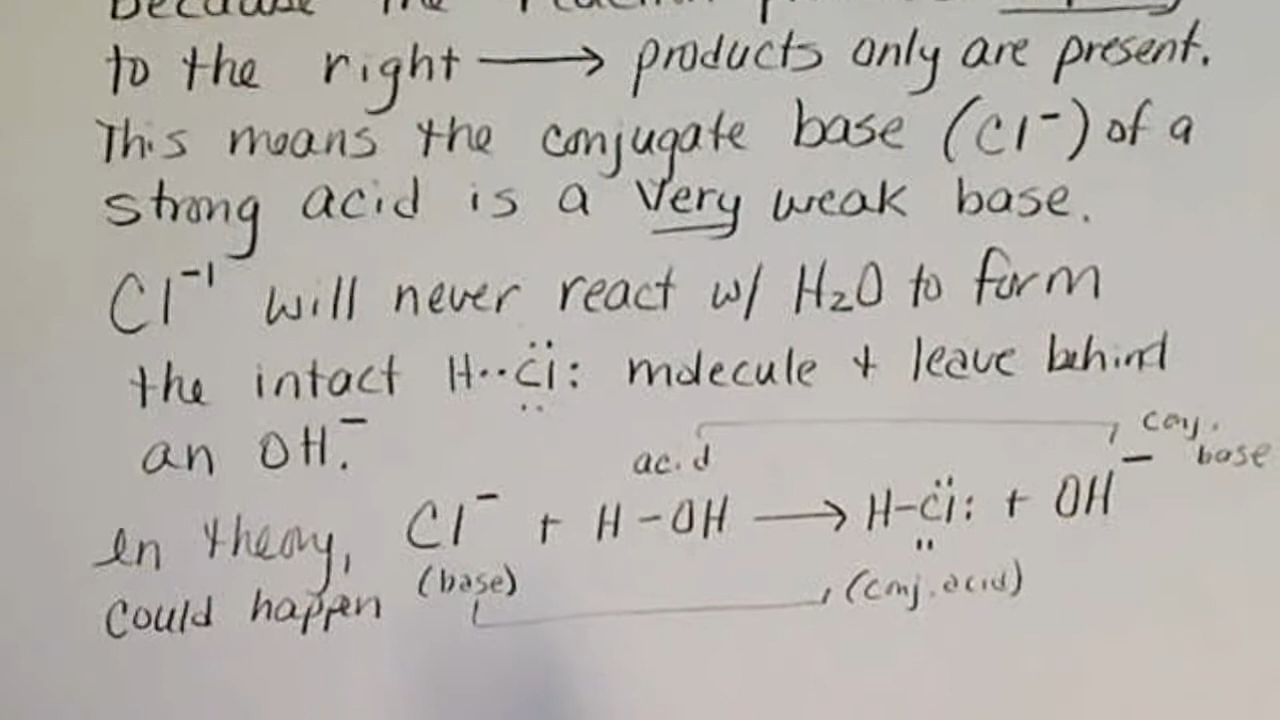 to the right → products only are present.
This means the conjugate base (Cl⁻) of a
strong acid is a very weak base.
Cl⁻¹ will never react w/ H₂O to form
the intact H··Cl: molecule + leave behind
an OH.⁻
conj. base
acid
In theory, Cl⁻ + H-OH → H-Cl: + OH⁻
(base) (conj. acid)
could happen